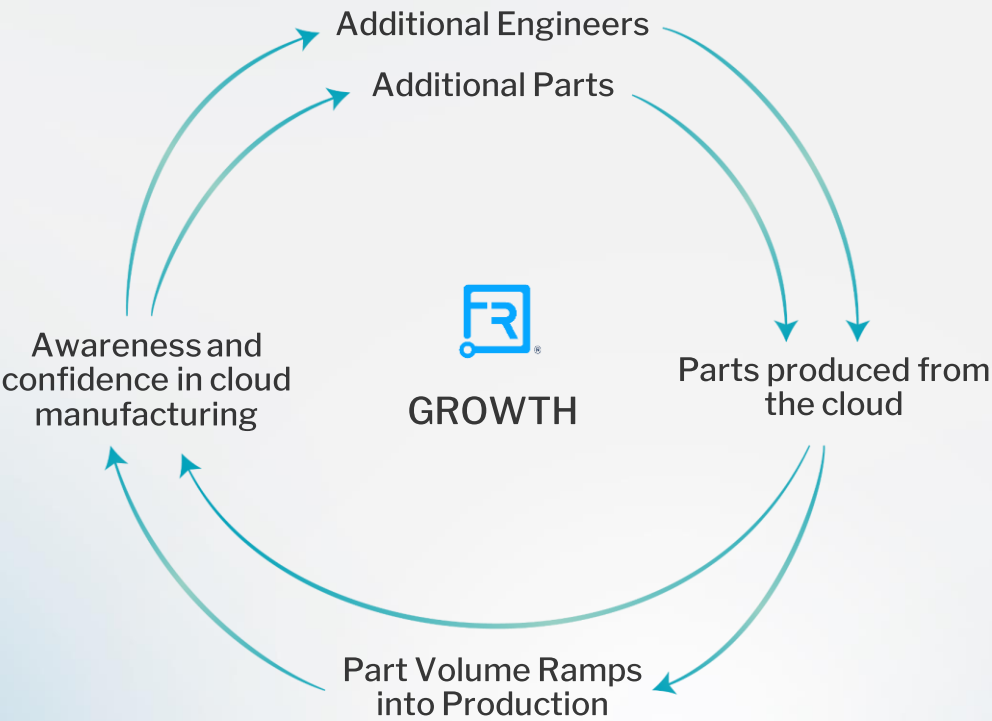 Additional Engineers
Additional Parts
Awareness and
confidence in cloud
manufacturing
FR
®
GROWTH
Parts produced from
the cloud
Part Volume Ramps
into Production